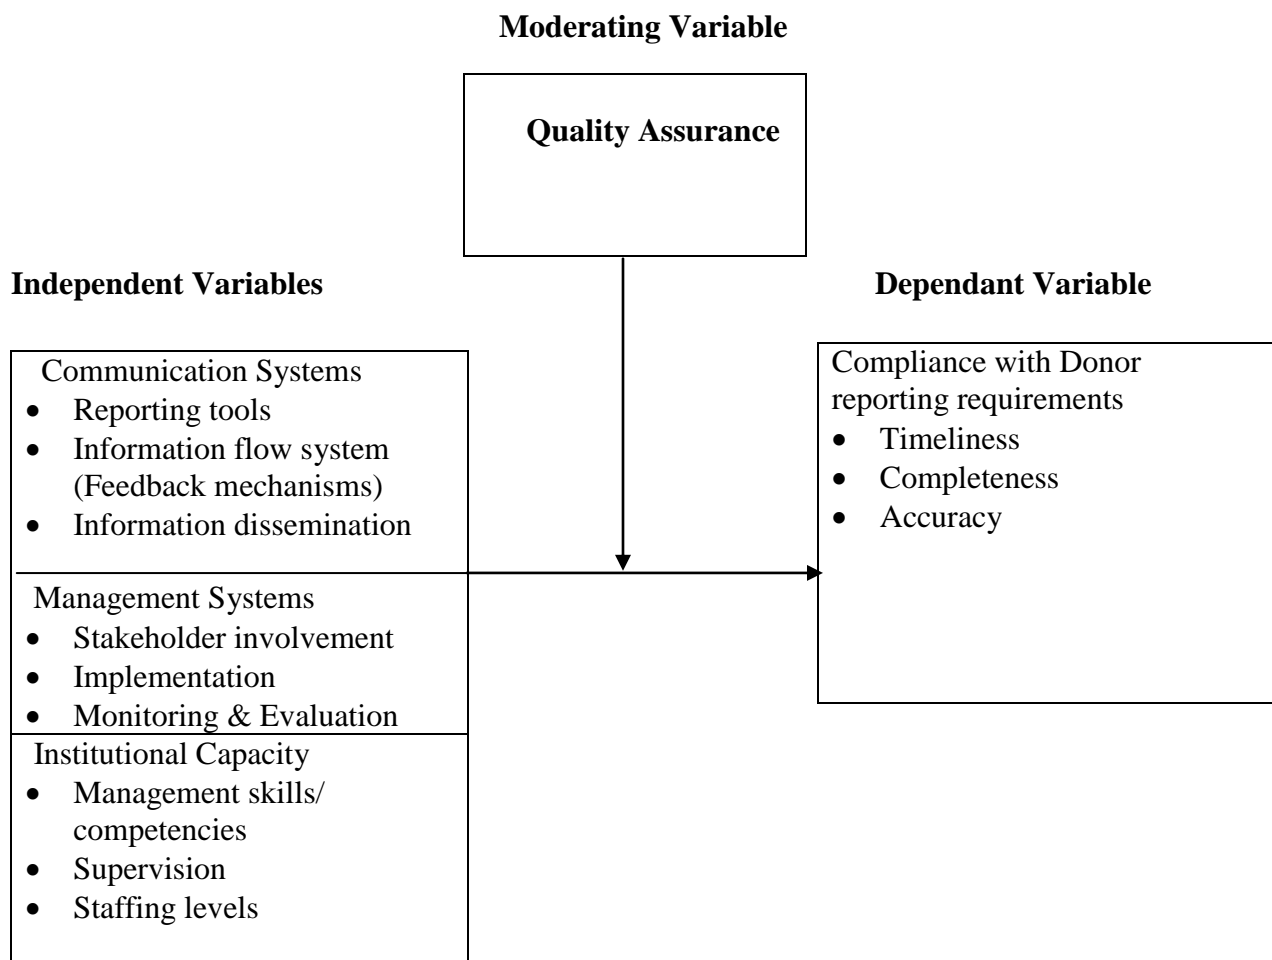 Moderating Variable
Quality Assurance
Independent Variables
Dependant Variable
Communication Systems
• Reporting tools
• Information flow system
(Feedback mechanisms)
• Information dissemination
Management Systems
• Stakeholder involvement
• Implementation
• Monitoring & Evaluation
Institutional Capacity
• Management skills/
competencies
• Supervision
• Staffing levels
Compliance with Donor
reporting requirements
• Timeliness
• Completeness
• Accuracy